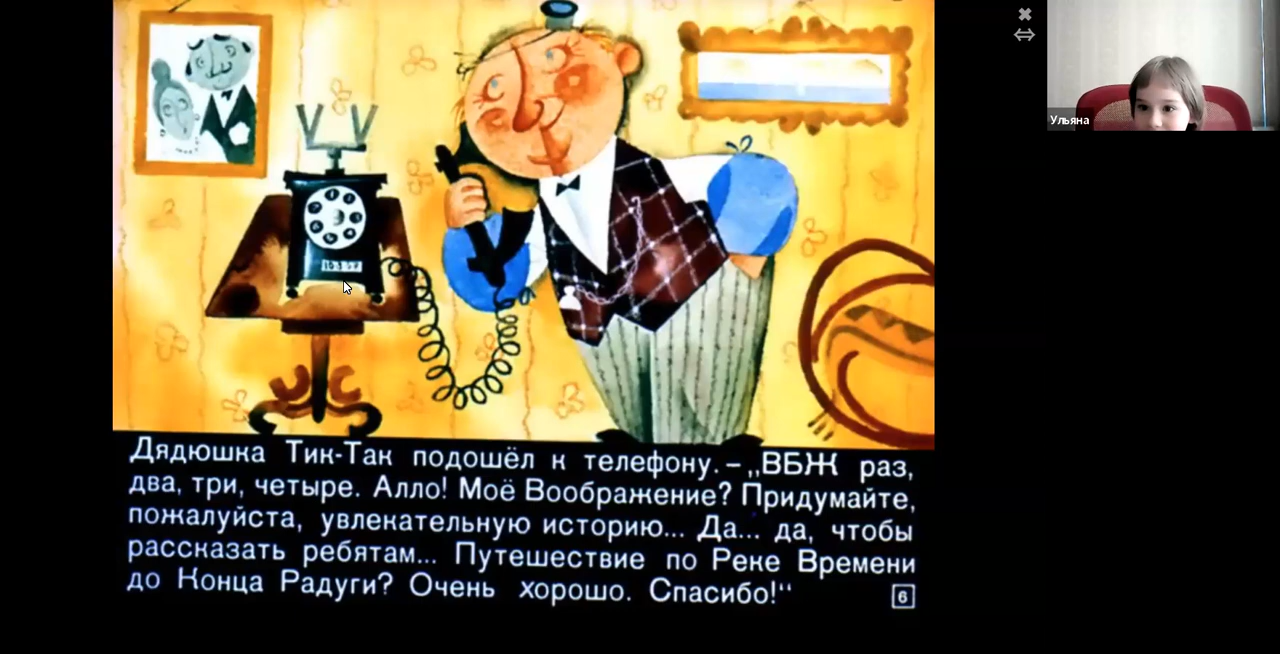 Ульяна
Дядюшка Тик-Так подошёл к телефону. – „ВБЖ раз,
два, три, четыре. Алло! Моё Воображение? Придумайте,
пожалуйста, увлекательную историю... Да... да, чтобы
рассказать ребятам... Путешествие по Реке Времени
до Конца Радуги? Очень хорошо. Спасибо!“
6